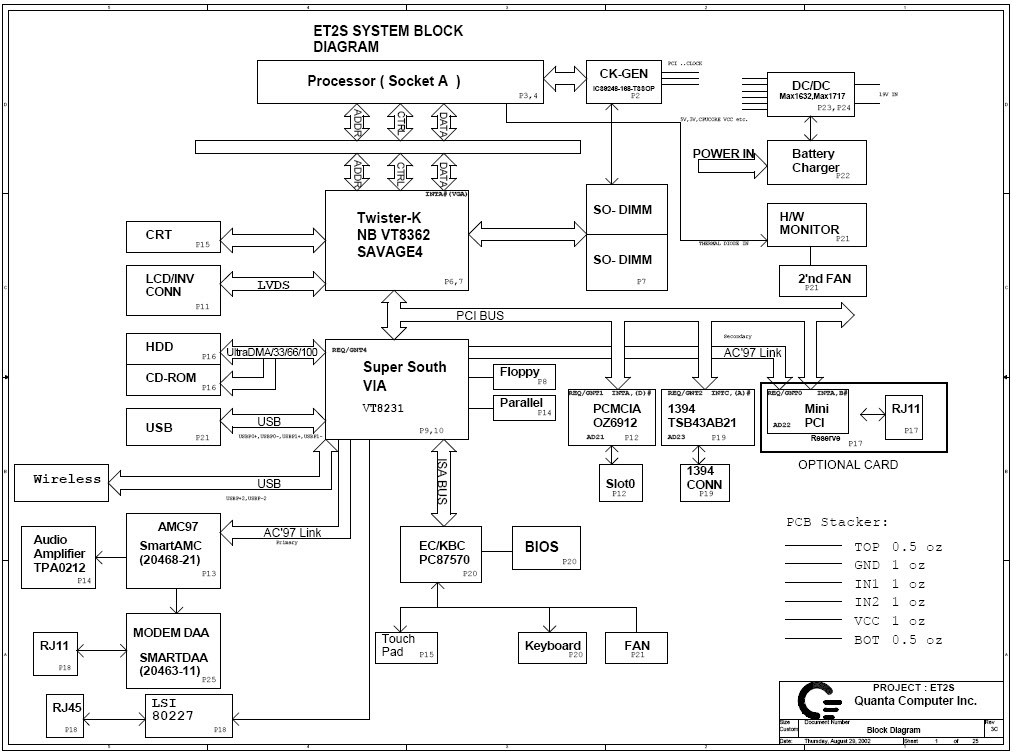 ET2S SYSTEM BLOCK
DIAGRAM
Processor ( Socket A )
P3,4
CK-GEN
ICS9248-168-TSSOP
P2
PCI ..CLOCK
DC/DC
Max1632,Max1717
P23, P24
19V IN
5V,3V,CPUCORE VCC etc.
POWER IN
Battery
Charger
P22
ADDR
CTRL
DATA
ADDR
CTRL
DATA
INTA#(VGA)
Twister-K
NB VT8362
SAVAGE4
P6,7
SO- DIMM
SO- DIMM
P7
H/W
MONITOR
P21
THERMAL DIODE IN
2'nd FAN
P21
CRT
P15
LCD/INV
CONN
P11
LVDS
PCI BUS
HDD
P16
CD-ROM
P16
UltraDMA/33/66/100
REQ/GNT4
Super South
VIA
VT8231
P9,10
Floppy
P8
Parallel
P14
Secondary
AC'97 Link
REQ/GNT1 INTA,(D)#
PCMCIA
OZ6912
AD21
P12
REQ/GNT2 INTC,(A)#
1394
TSB43AB21
AD23
P19
REQ/GNT0 INTA,B#
Mini
PCI
AD22
Reserve
P17
RJ11
P17
OPTIONAL CARD
USB
P21
USB
USBP0+,USBP0-,USBP1+,USBP1-
Wireless
USB
USBP+2,USBP-2
ISA BUS
Slot0
P12
1394
CONN
P19
AC'97 Link
Primary
Audio
Amplifier
TPA0212
P14
AMC97
SmartAMC
(20468-21)
P13
EC/KBC
PC87570
P20
BIOS
P20
PCB Stacker:
TOP 0.5 oz
GND 1 oz
IN1 1 oz
IN2 1 oz
VCC 1 oz
BOT 0.5 oz
RJ11
P18
MODEM DAA
SMARTDAA
(20463-11)
P25
Touch
Pad
P15
Keyboard
P20
FAN
P21
RJ45
P18
LSI
80227
P18
PROJECT : ET2S
Quanta Computer Inc.
Size
Custom
Document Number
Block Diagram
Rev
3C
Date: Thursday, August 29, 2002 Sheet 1 of 25